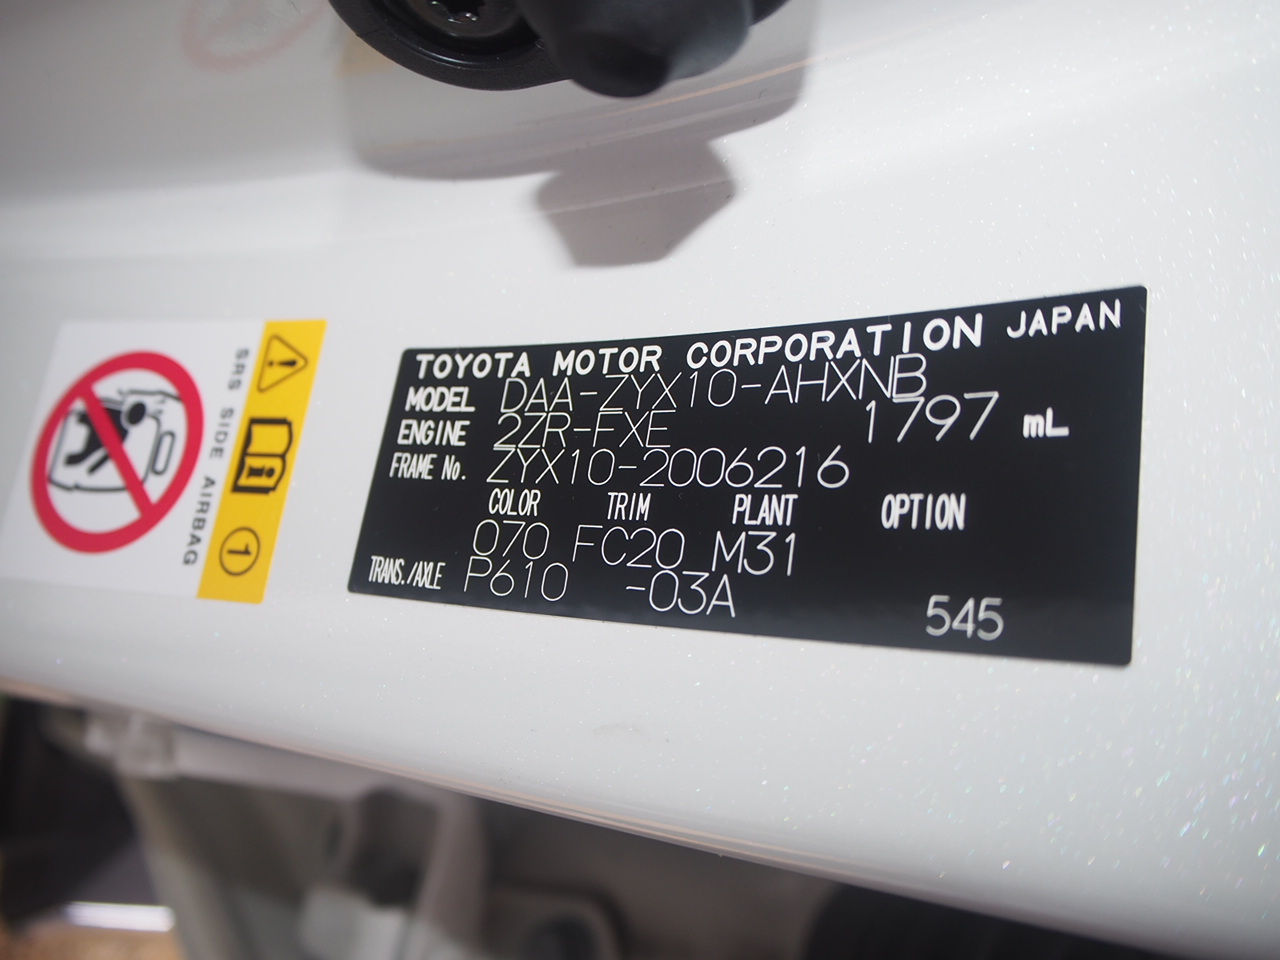 TOYOTA MOTOR CORPORATION JAPAN
MODEL DAA-ZYX10-AHXNB
ENGINE 2ZR-FXE 1797 mL
FRAME No. ZYX10-2006216
COLOR TRIM PLANT OPTION
070 FC20 M31
TRANS./AXLE P610 -03A
545
SRS SIDE AIRBAG
1